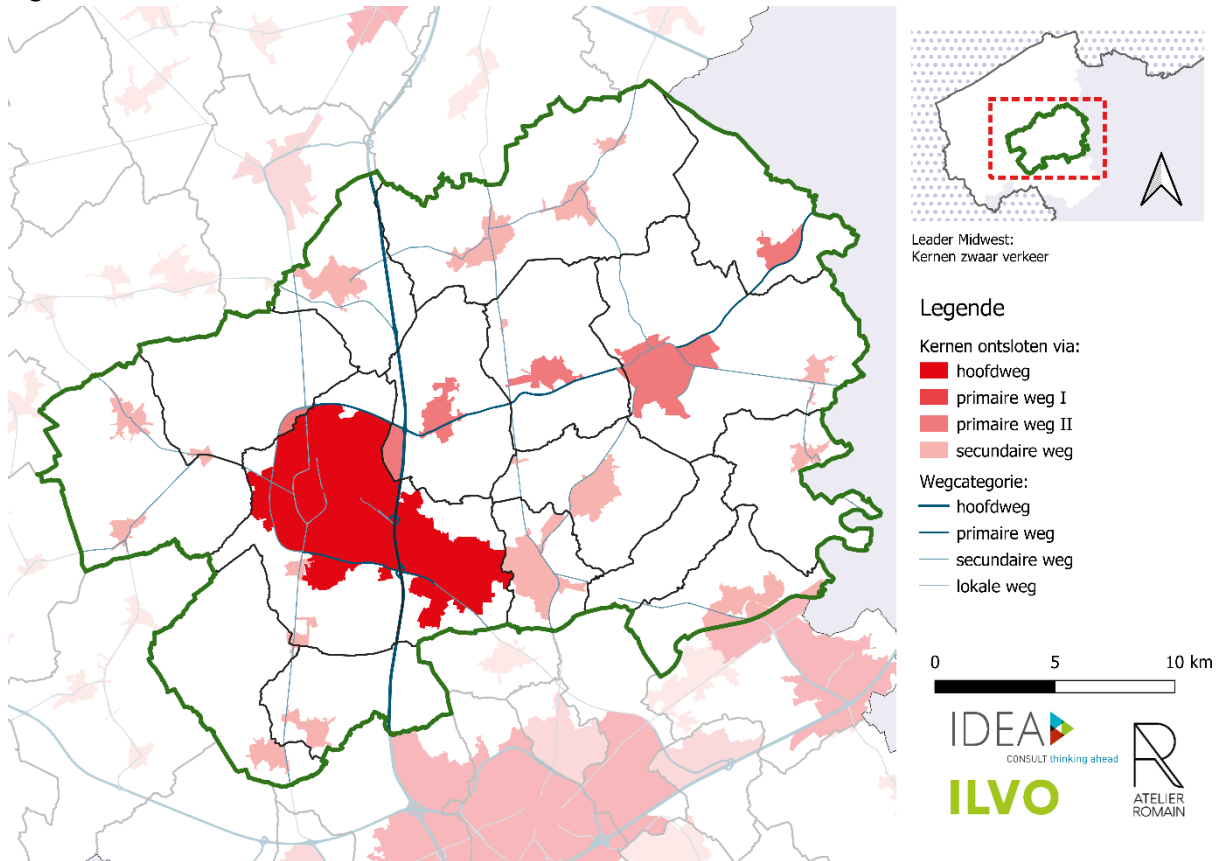 Leader Midwest:
Kernen zwaar verkeer
Legende
Kernen ontsloten via:
hoofdweg
primaire weg I
primaire weg II
secundaire weg
Wegcategorie:
hoofdweg
primaire weg
secundaire weg
lokale weg
0 5 10 km
IDEA
CONSULT thinking ahead
ILVO
R
ATELIER
ROMAIN